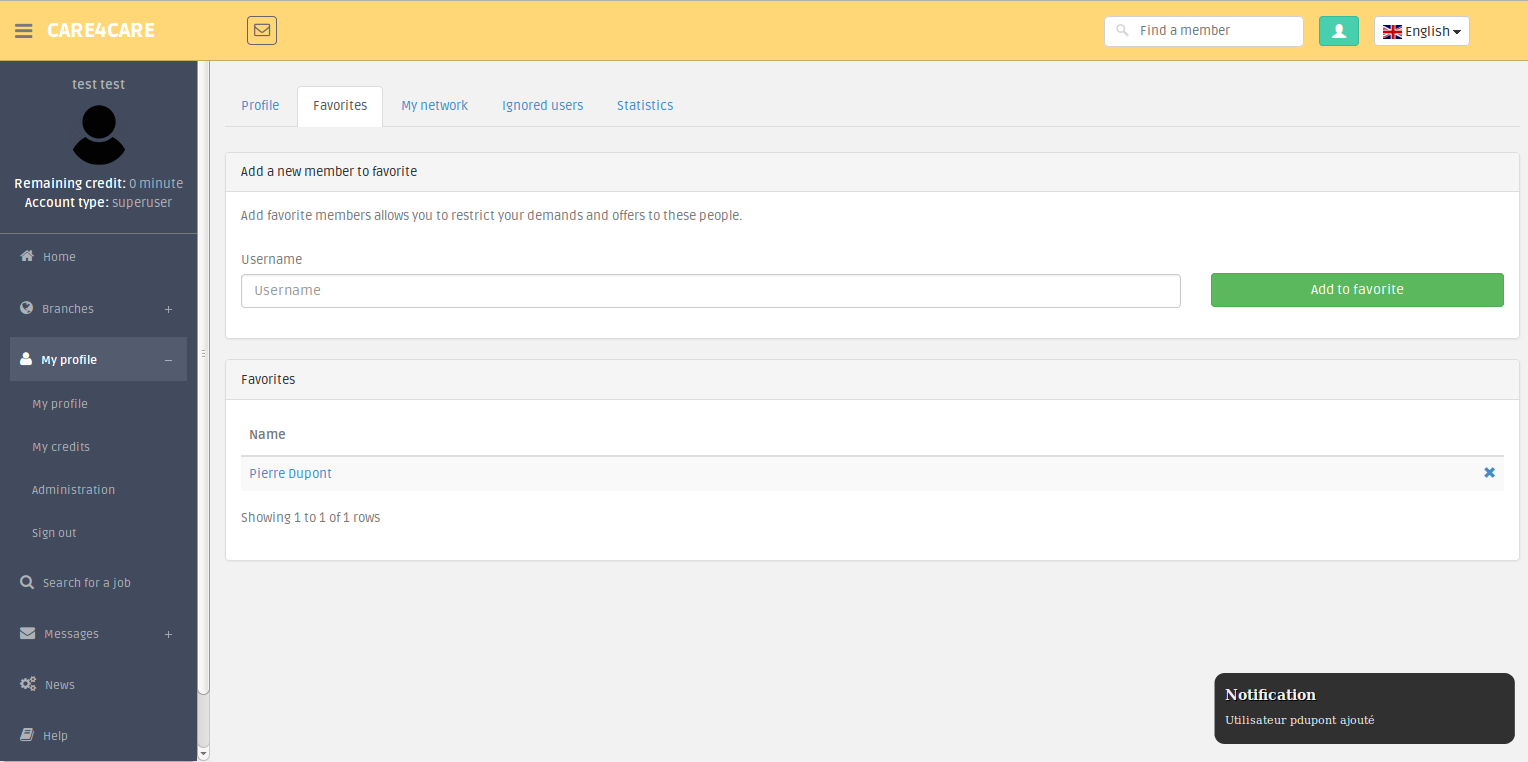 CARE4CARE
Find a member
English
test test
Remaining credit: 0 minute
Account type: superuser
Home
Branches +
My profile –
My profile
My credits
Administration
Sign out
Search for a job
Messages +
News
Help
Profile Favorites My network Ignored users Statistics
Add a new member to favorite
Add favorite members allows you to restrict your demands and offers to these people.
Username
Username
Add to favorite
Favorites
Name
Pierre Dupont
Showing 1 to 1 of 1 rows
Notification
Utilisateur pdupont ajouté